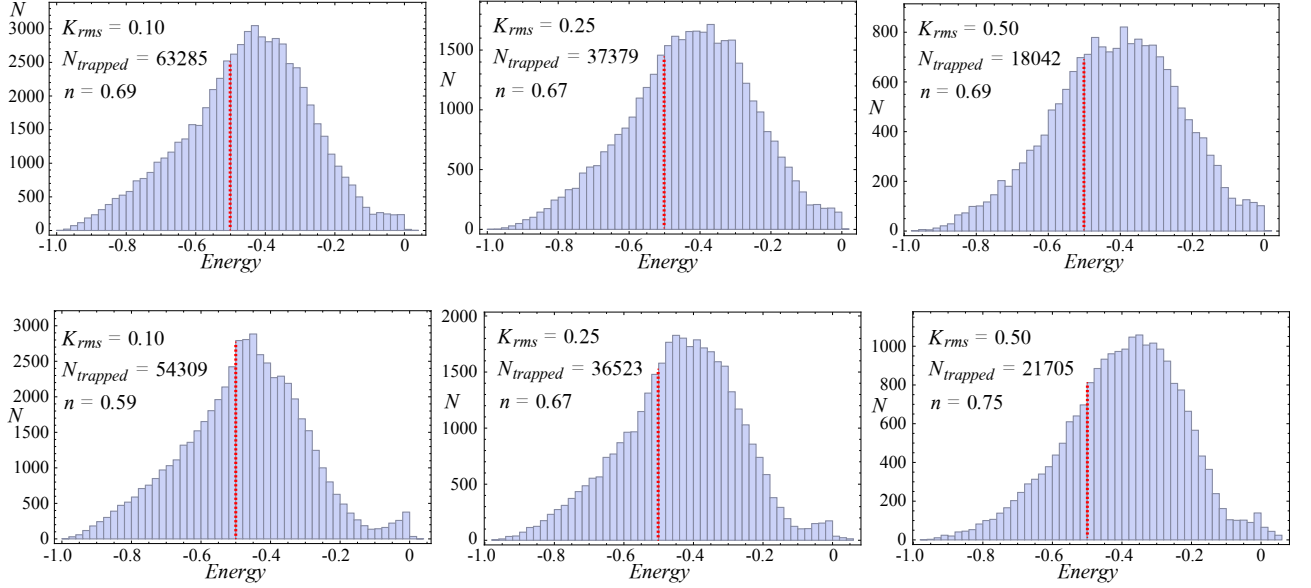 N
3000
2500
2000
1500
1000
500
0
K_rms = 0.10
N_trapped = 63285
n = 0.69
-1.0 -0.8 -0.6 -0.4 -0.2 0
Energy
N
1500
1000
500
0
K_rms = 0.25
N_trapped = 37379
n = 0.67
-1.0 -0.8 -0.6 -0.4 -0.2 0
Energy
N
800
600
400
200
0
K_rms = 0.50
N_trapped = 18042
n = 0.69
-1.0 -0.8 -0.6 -0.4 -0.2 0
Energy
N
3000
2500
2000
1500
1000
500
0
K_rms = 0.10
N_trapped = 54309
n = 0.59
-1.0 -0.8 -0.6 -0.4 -0.2 0
Energy
N
2000
1500
1000
500
0
K_rms = 0.25
N_trapped = 36523
n = 0.67
-1.0 -0.8 -0.6 -0.4 -0.2 0
Energy
N
1000
800
600
400
200
0
K_rms = 0.50
N_trapped = 21705
n = 0.75
-1.0 -0.8 -0.6 -0.4 -0.2 0
Energy